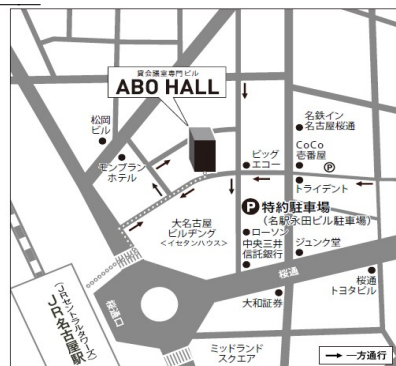 貸会議室専門ビル
ABO HALL
松岡
ビル
モンブラン
ホテル
名鉄イン
名古屋桜通
ビッグ
エコー
CoCo
壱番屋
P
トライデント
P 特約駐車場
(名駅永田ビル駐車場)
大名古屋
ビルヂング
<イセタンハウス>
ローソン
中央三井
信託銀行
ジュンク堂
桜通
桜通
トヨタビル
大和証券
桜通口
JR名古屋駅
(JRセントラルタワーズ)
ミッドランド
スクエア
→ 一方通行